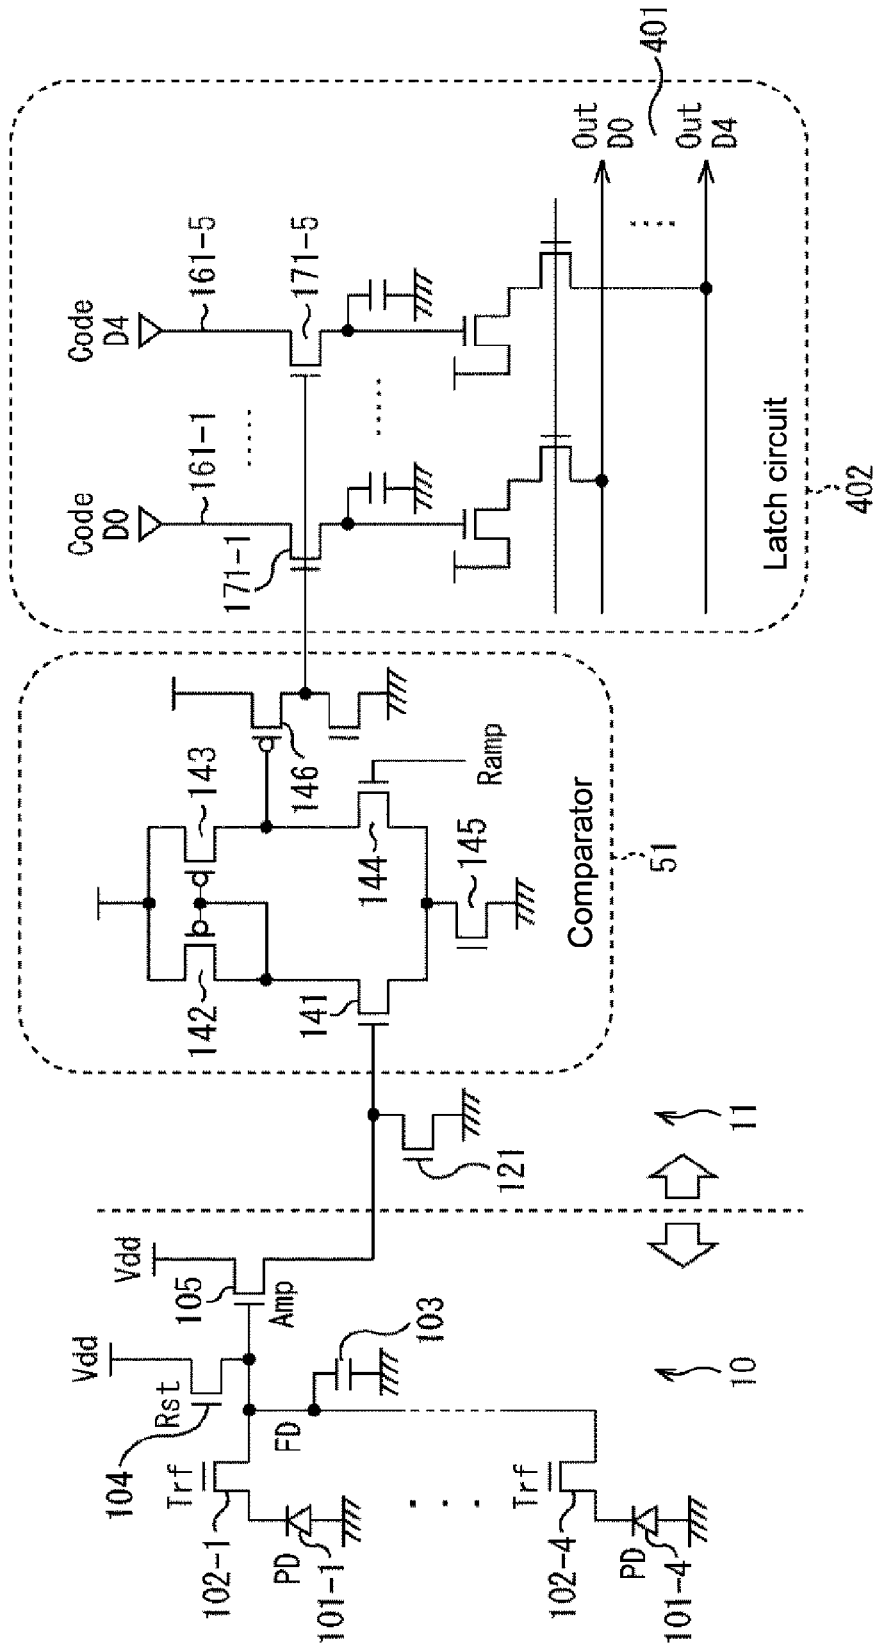 Vdd
Vdd
104
Rst
105
Amp
Trf
102-1
FD
103
PD
101-1
Trf
102-4
PD
101-4
10
11
121
142
143
141
144
145
146
Ramp
Comparator
51
Code
D0
161-1
171-1
Code
D4
161-5
171-5
Out
D0
Out
D4
401
Latch circuit
402